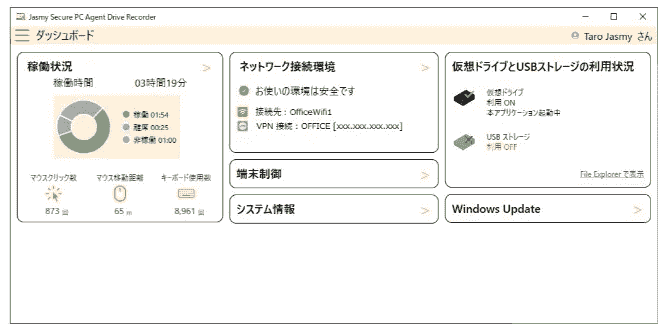 Jasmy Secure PC Agent Drive Recorder
ダッシュボード
Taro Jasmy さん
稼働状況 >
稼働時間 03時間19分
稼働 01:54
離席 00:25
非稼働 01:00
マウスクリック数 マウス移動距離 キーボード使用数
873 回 65 m 8,961 回
ネットワーク接続環境 >
お使いの環境は安全です
接続先 : OfficeWifi1
VPN 接続 : OFFICE [xxx.xxx.xxx.xxx]
端末制御 >
システム情報 >
仮想ドライブとUSBストレージの利用状況
仮想ドライブ
利用 ON
本アプリケーション起動中
USB ストレージ
利用 OFF
File Explorer で表示
Windows Update >